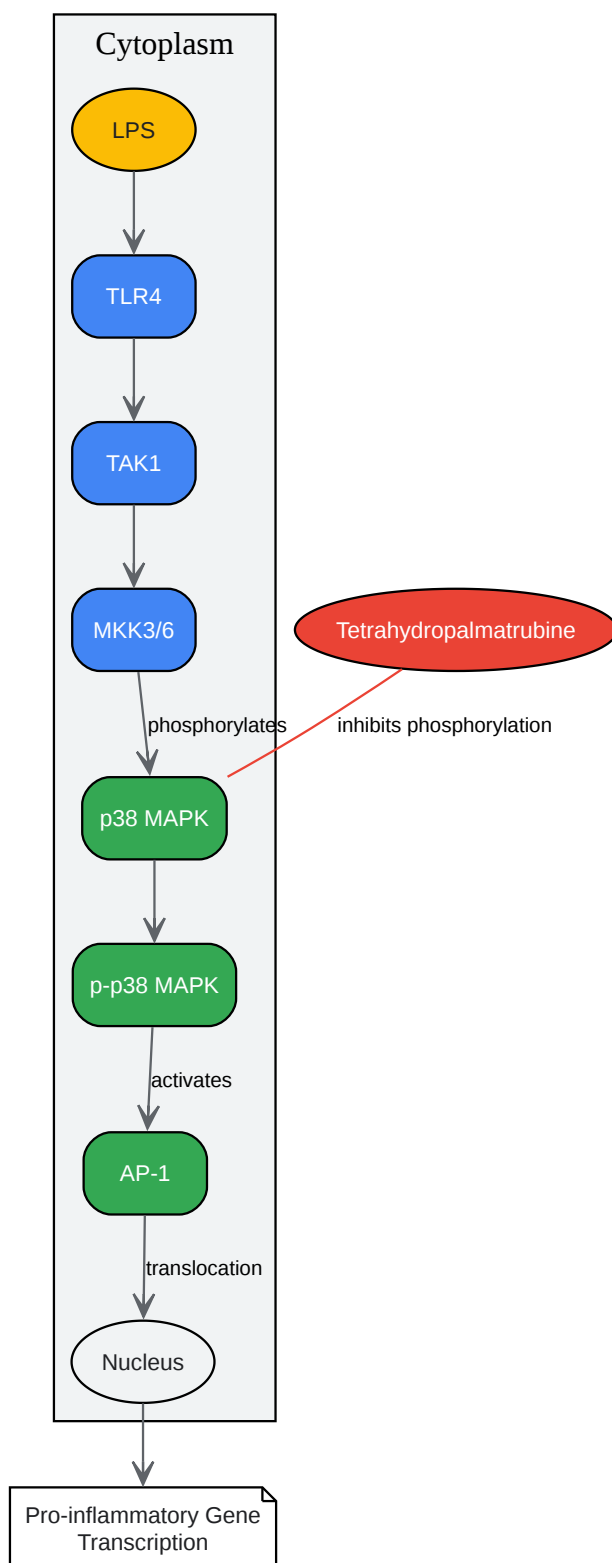 Cytoplasm
LPS
TLR4
TAK1
MKK3/6
Tetrahydropalmatrubine
phosphorylates
inhibits phosphorylation
p38 MAPK
p-p38 MAPK
activates
AP-1
translocation
Nucleus
Pro-inflammatory Gene
Transcription